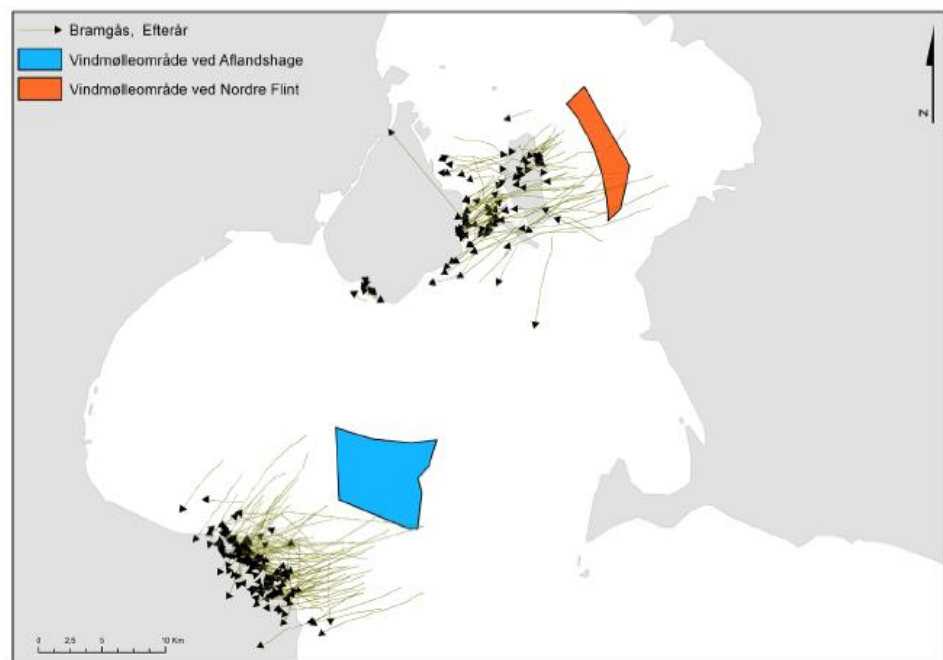 Bramgås, Efterår
Vindmølleområde ved Aflandshage
Vindmølleområde ved Nordre Flint
N
0 2,5 5 10 Km